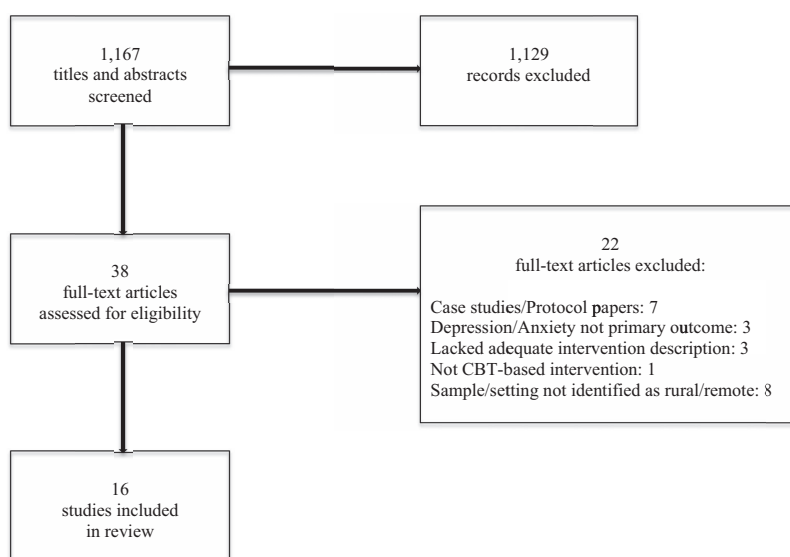 1,167
titles and abstracts
screened
1,129
records excluded
38
full-text articles
assessed for eligibility
22
full-text articles excluded:
Case studies/Protocol papers: 7
Depression/Anxiety not primary outcome: 3
Lacked adequate intervention description: 3
Not CBT-based intervention: 1
Sample/setting not identified as rural/remote: 8
16
studies included
in review